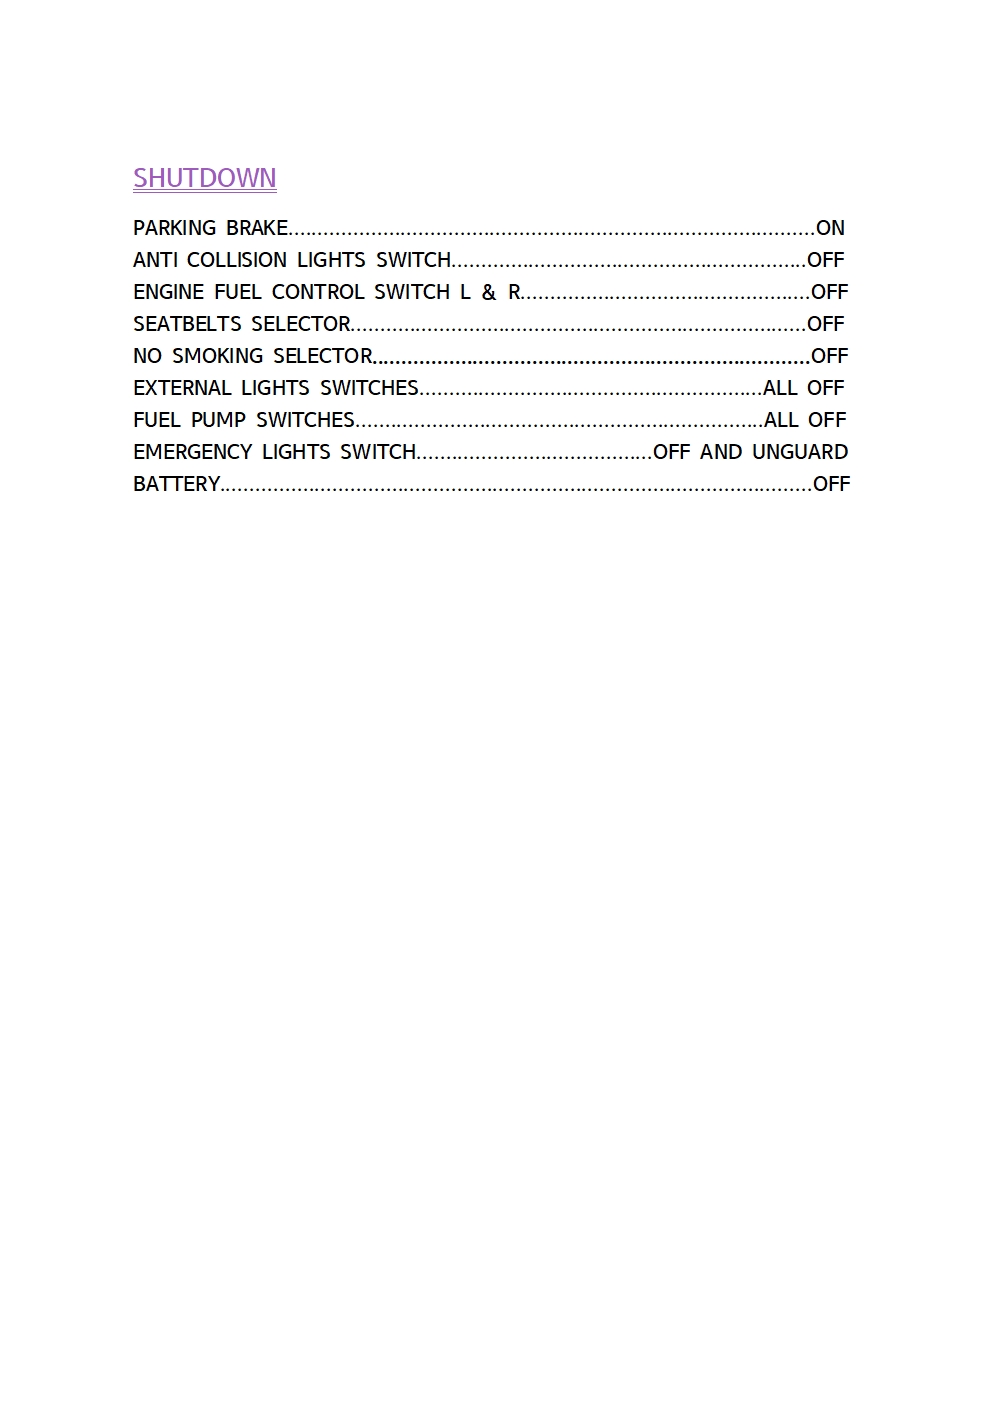 SHUTDOWN
PARKING BRAKE..........................................................................................ON
ANTI COLLISION LIGHTS SWITCH............................................................OFF
ENGINE FUEL CONTROL SWITCH L & R.................................................OFF
SEATBELTS SELECTOR.............................................................................OFF
NO SMOKING SELECTOR..........................................................................OFF
EXTERNAL LIGHTS SWITCHES..........................................................ALL OFF
FUEL PUMP SWITCHES.....................................................................ALL OFF
EMERGENCY LIGHTS SWITCH........................................OFF AND UNGUARD
BATTERY....................................................................................................OFF